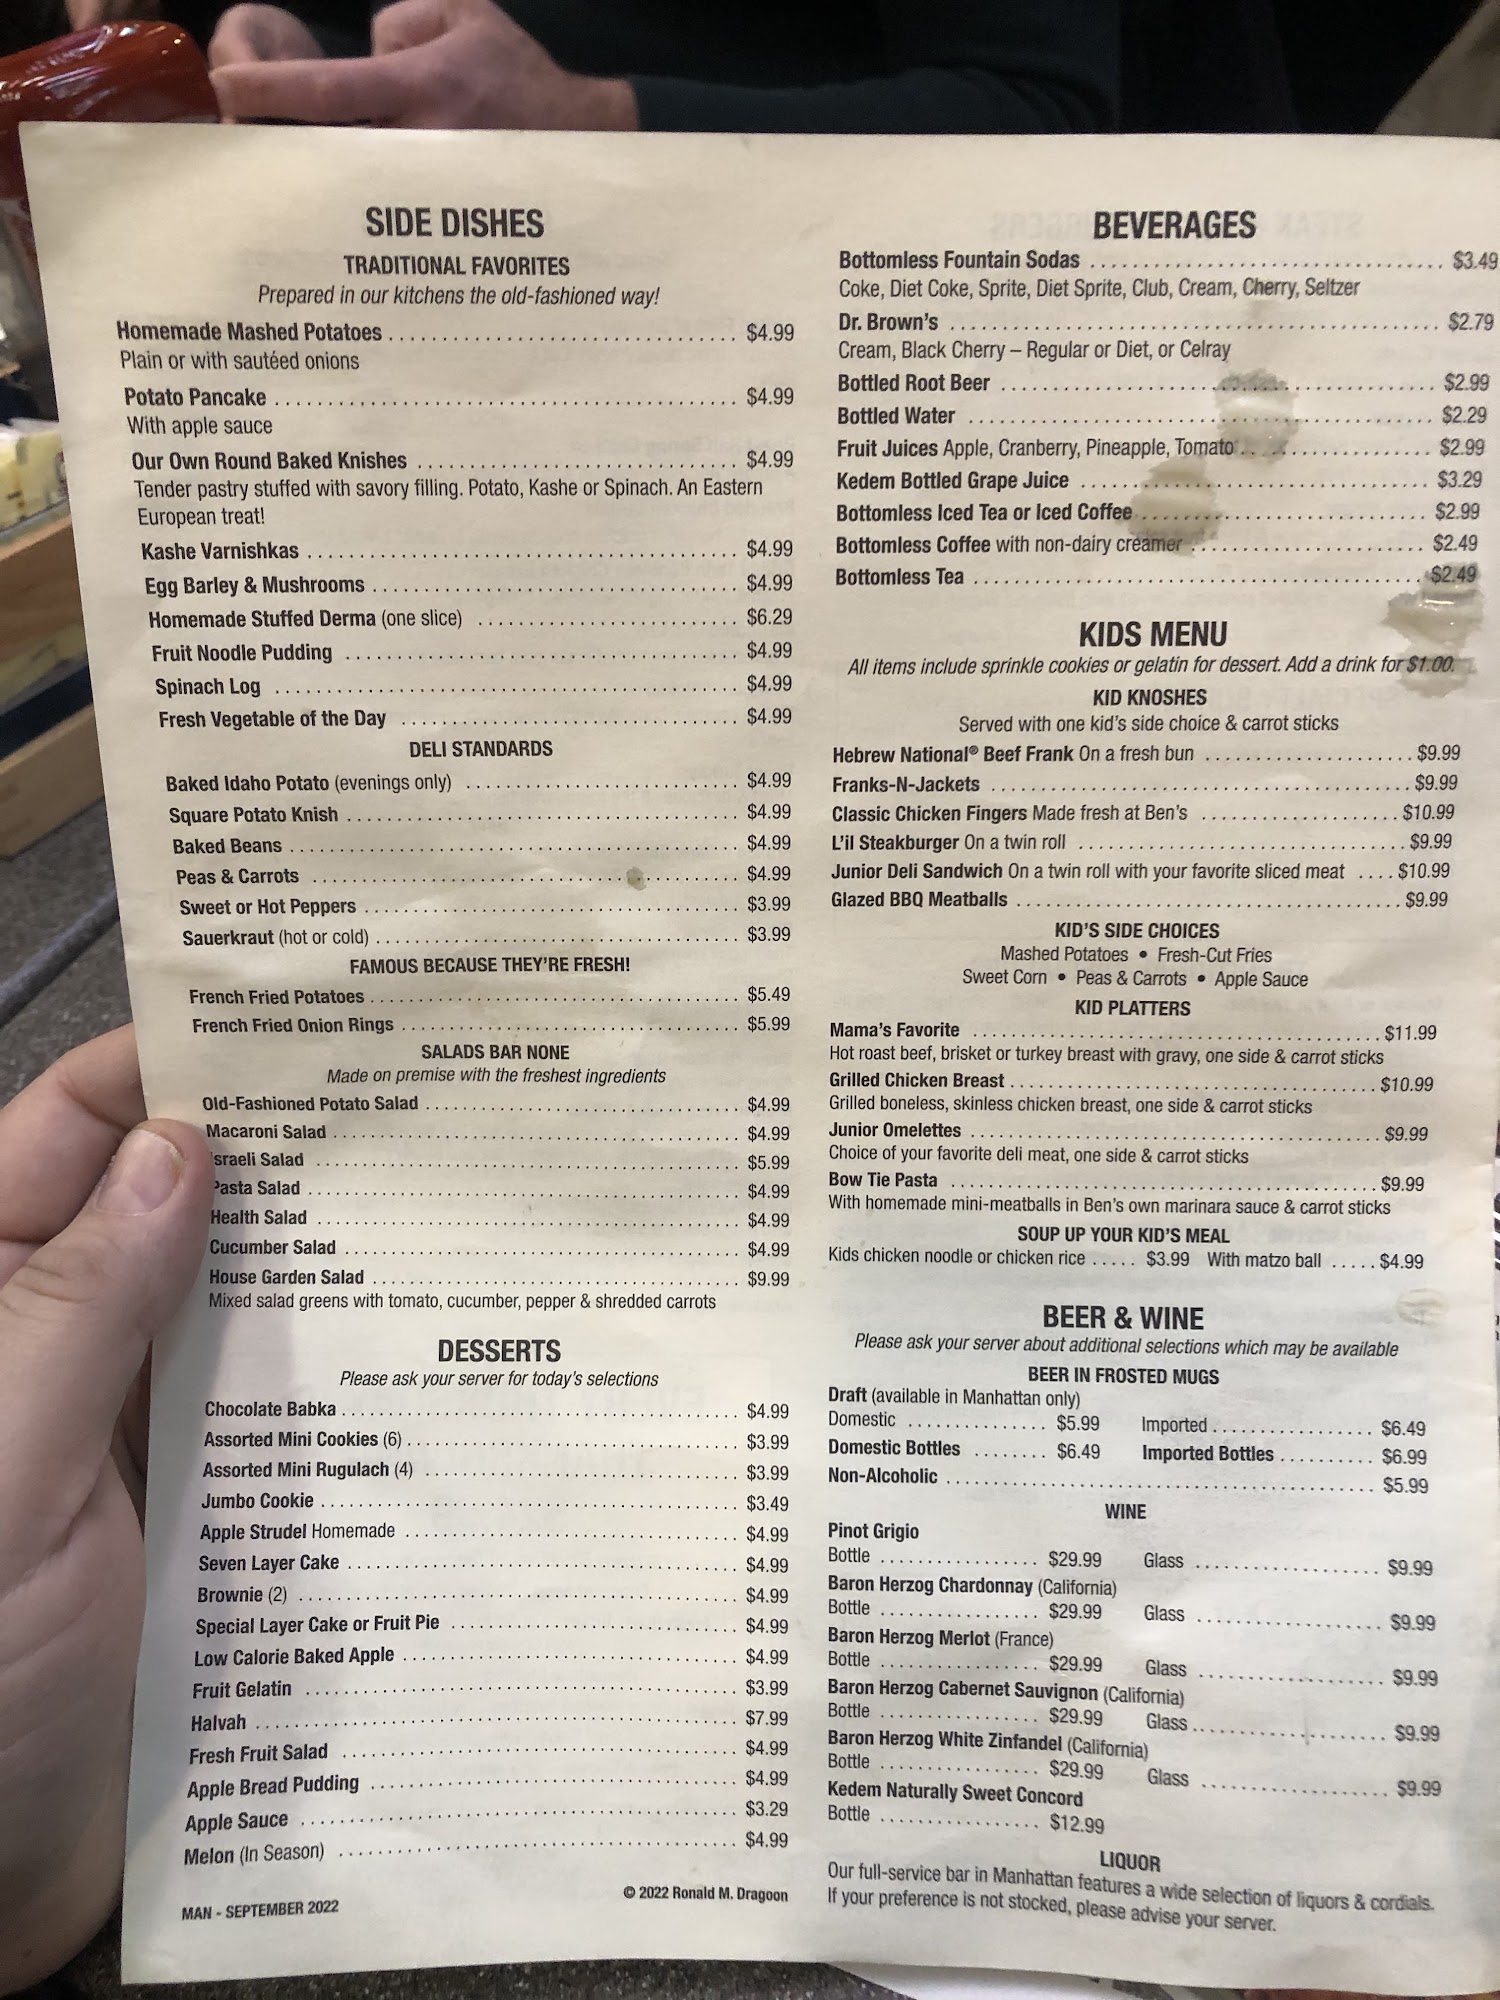 SIDE DISHES
TRADITIONAL FAVORITES
Prepared in our kitchens the old-fashioned way!
Homemade Mashed Potatoes $4.99
Plain or with sautéed onions
Potato Pancake $4.99
With apple sauce
Our Own Round Baked Knishes $4.99
Tender pastry stuffed with savory filling. Potato, Kashe or Spinach. An Eastern
European treat!
Kashe Varnishkas $4.99
Egg Barley & Mushrooms $4.99
Homemade Stuffed Derma (one slice) $6.29
Fruit Noodle Pudding $4.99
Spinach Log $4.99
Fresh Vegetable of the Day $4.99
DELI STANDARDS
Baked Idaho Potato (evenings only) $4.99
Square Potato Knish $4.99
Baked Beans $4.99
Peas & Carrots $4.99
Sweet or Hot Peppers $3.99
Sauerkraut (hot or cold) $3.99
FAMOUS BECAUSE THEY'RE FRESH!
French Fried Potatoes $5.49
French Fried Onion Rings $5.99
SALADS BAR NONE
Made on premise with the freshest ingredients
Old-Fashioned Potato Salad $4.99
Macaroni Salad $4.99
Israeli Salad $5.99
Pasta Salad $4.99
Health Salad $4.99
Cucumber Salad $4.99
House Garden Salad $9.99
Mixed salad greens with tomato, cucumber, pepper & shredded carrots
DESSERTS
Please ask your server for today's selections
Chocolate Babka $4.99
Assorted Mini Cookies (6) $3.99
Assorted Mini Rugulach (4) $3.99
Jumbo Cookie $3.49
Apple Strudel Homemade $4.99
Seven Layer Cake $4.99
Brownie (2) $4.99
Special Layer Cake or Fruit Pie $4.99
Low Calorie Baked Apple $4.99
Fruit Gelatin $3.99
Halvah $7.99
Fresh Fruit Salad $4.99
Apple Bread Pudding $4.99
Apple Sauce $3.29
Melon (In Season) $4.99
© 2022 Ronald M. Dragoon
MAN - SEPTEMBER 2022
BEVERAGES
Bottomless Fountain Sodas $3.49
Coke, Diet Coke, Sprite, Diet Sprite, Club, Cream, Cherry, Seltzer
Dr. Brown's $2.79
Cream, Black Cherry – Regular or Diet, or Celray
Bottled Root Beer $2.99
Bottled Water $2.29
Fruit Juices Apple, Cranberry, Pineapple, Tomato $2.99
Kedem Bottled Grape Juice $3.29
Bottomless Iced Tea or Iced Coffee $2.99
Bottomless Coffee with non-dairy creamer $2.49
Bottomless Tea $2.49
KIDS MENU
All items include sprinkle cookies or gelatin for dessert. Add a drink for $1.00.
KID KNOSHES
Served with one kid's side choice & carrot sticks
Hebrew National® Beef Frank On a fresh bun $9.99
Franks-N-Jackets $9.99
Classic Chicken Fingers Made fresh at Ben's $10.99
L'il Steakburger On a twin roll $9.99
Junior Deli Sandwich On a twin roll with your favorite sliced meat $10.99
Glazed BBQ Meatballs $9.99
KID'S SIDE CHOICES
Mashed Potatoes • Fresh-Cut Fries
Sweet Corn • Peas & Carrots • Apple Sauce
KID PLATTERS
Mama's Favorite $11.99
Hot roast beef, brisket or turkey breast with gravy, one side & carrot sticks
Grilled Chicken Breast $10.99
Grilled boneless, skinless chicken breast, one side & carrot sticks
Junior Omelettes $9.99
Choice of your favorite deli meat, one side & carrot sticks
Bow Tie Pasta $9.99
With homemade mini-meatballs in Ben's own marinara sauce & carrot sticks
SOUP UP YOUR KID'S MEAL
Kids chicken noodle or chicken rice $3.99 With matzo ball $4.99
BEER & WINE
Please ask your server about additional selections which may be available
BEER IN FROSTED MUGS
Draft (available in Manhattan only)
Domestic $5.99 Imported $6.49
Domestic Bottles $6.49 Imported Bottles $6.99
Non-Alcoholic $5.99
WINE
Pinot Grigio
Bottle $29.99 Glass $9.99
Baron Herzog Chardonnay (California)
Bottle $29.99 Glass $9.99
Baron Herzog Merlot (France)
Bottle $29.99 Glass $9.99
Baron Herzog Cabernet Sauvignon (California)
Bottle $29.99 Glass $9.99
Baron Herzog White Zinfandel (California)
Bottle $29.99 Glass $9.99
Kedem Naturally Sweet Concord
Bottle $12.99
LIQUOR
Our full-service bar in Manhattan features a wide selection of liquors & cordials.
If your preference is not stocked, please advise your server.